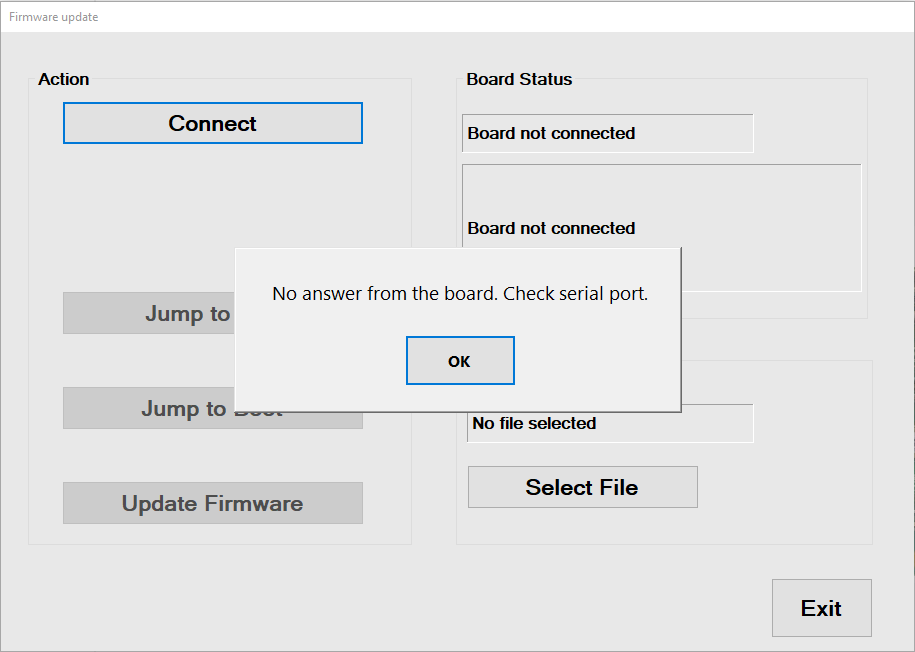 Firmware update
Action
Connect
Jump to
Jump to Boot
Update Firmware
Board Status
Board not connected
Board not connected
No answer from the board. Check serial port.
OK
No file selected
Select File
Exit